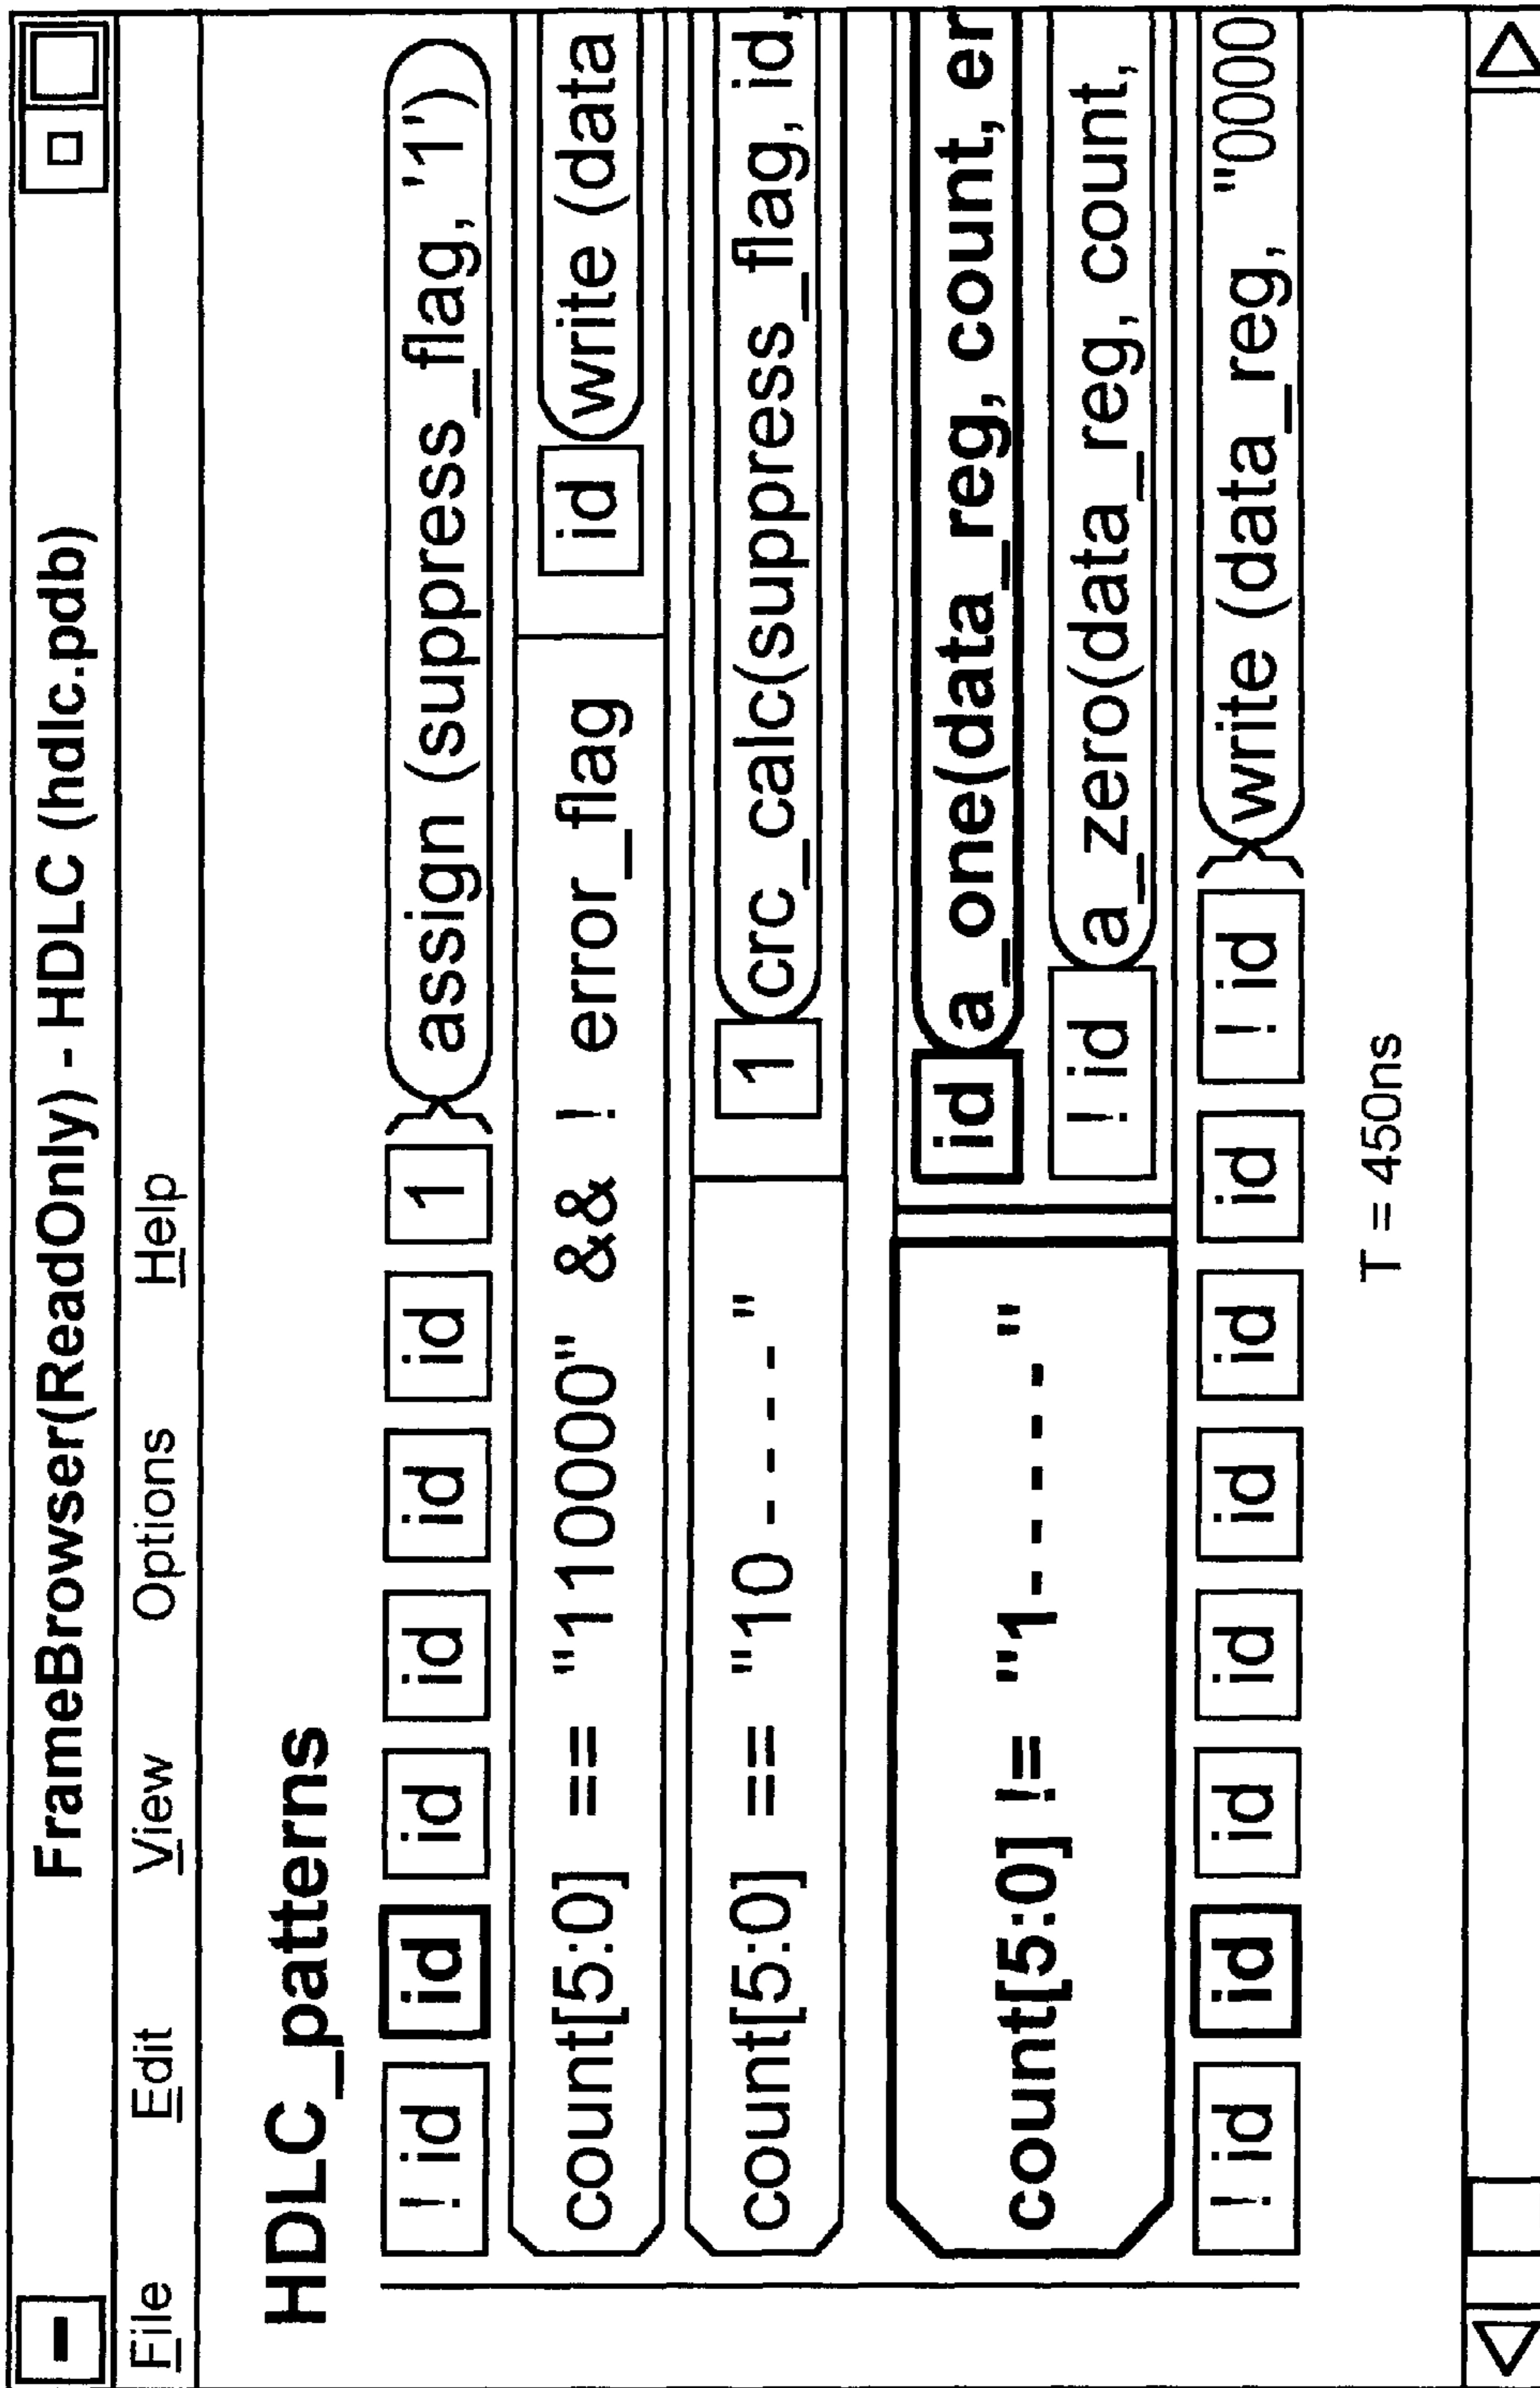 FrameBrowser(ReadOnly) - HDLC (hdlc.pdb)
File Edit View Options Help
HDLC_patterns
! id id id id id id 1 assign (suppress_flag, '1')
count[5:0] == "110000" && ! error_flag id write (data
count[5:0] == "10 - - - - " 1 crc_calc(suppress_flag, id,
count[5:0] != "1- - - - - " id a_one(data_reg, count, er
! id a_zero(data_reg, count,
! id id id id id id id ! id write (data_reg, "0000
T = 450ns